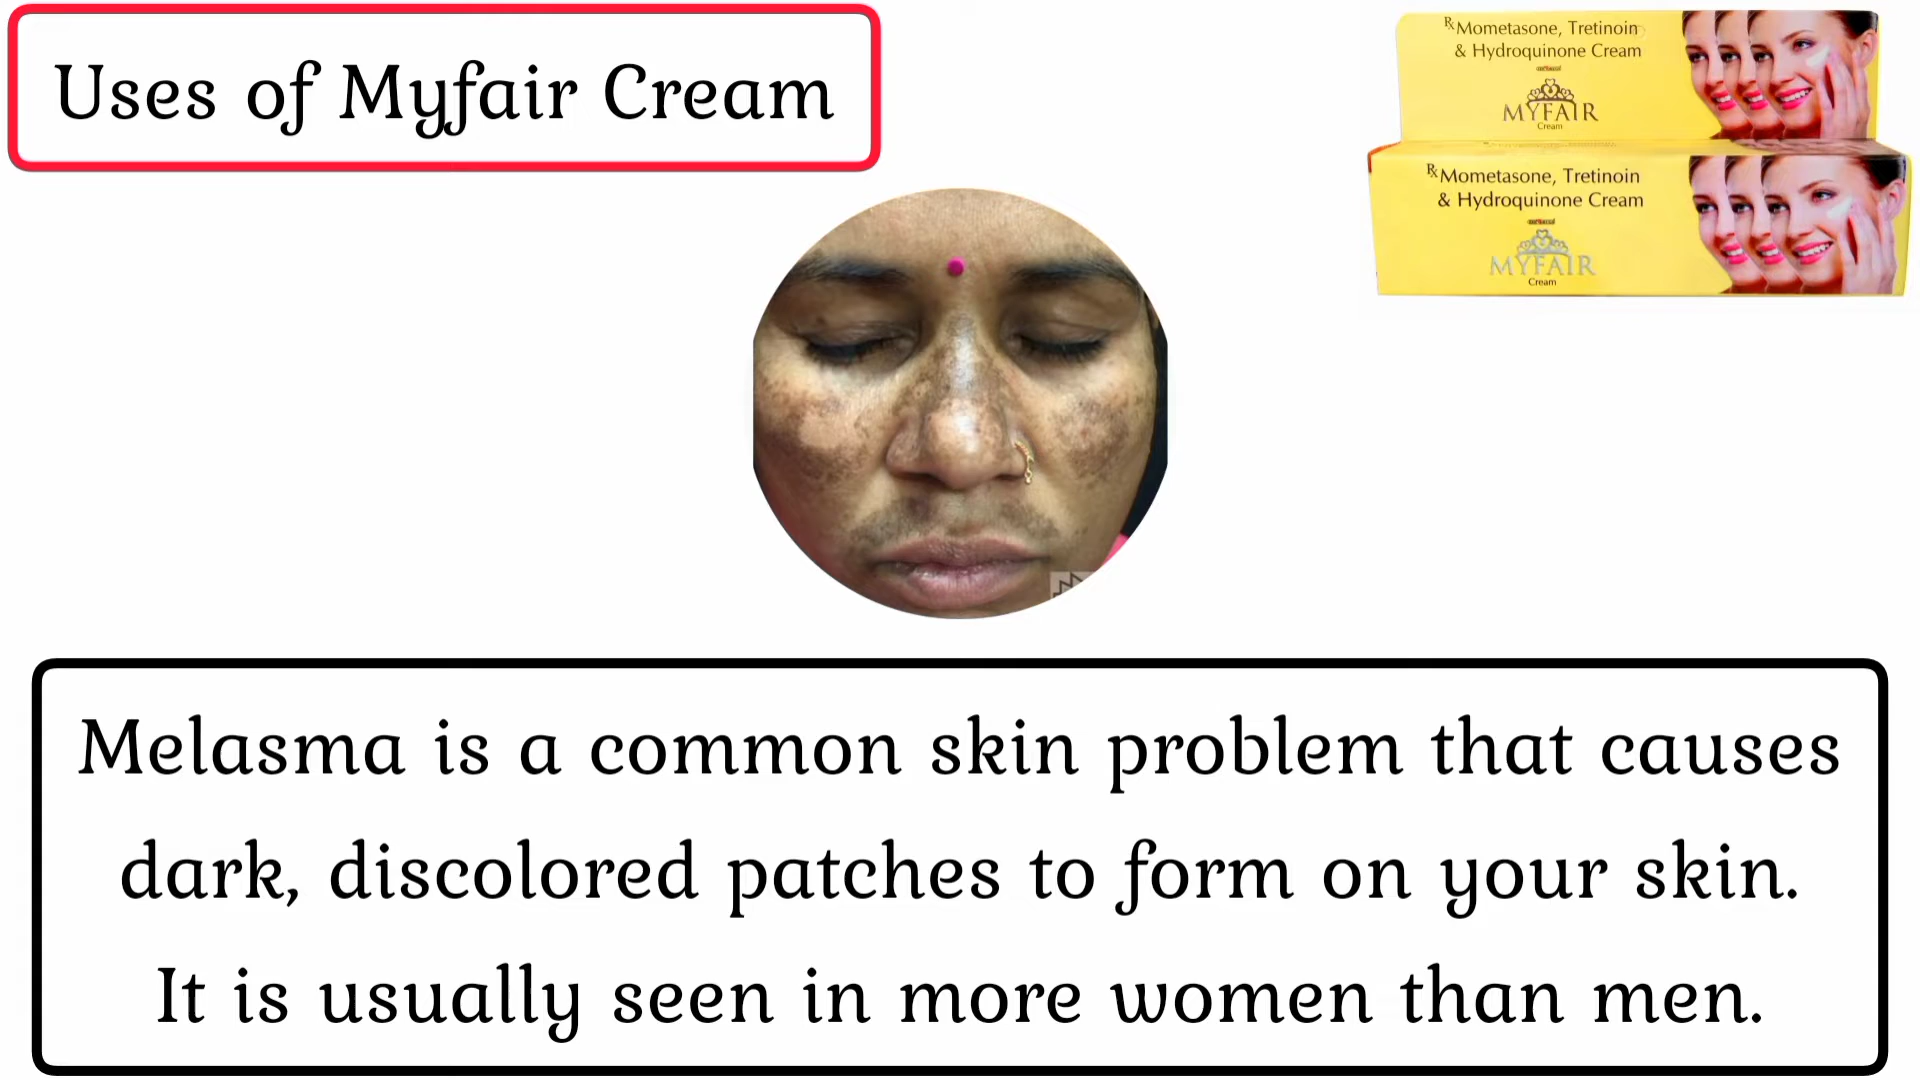 Uses of Myfair Cream
Rx Mometasone, Tretinoin
& Hydroquinone Cream
MYFAIR
Cream
Rx Mometasone, Tretinoin
& Hydroquinone Cream
MYFAIR
Cream
Melasma is a common skin problem that causes
dark, discolored patches to form on your skin.
It is usually seen in more women than men.